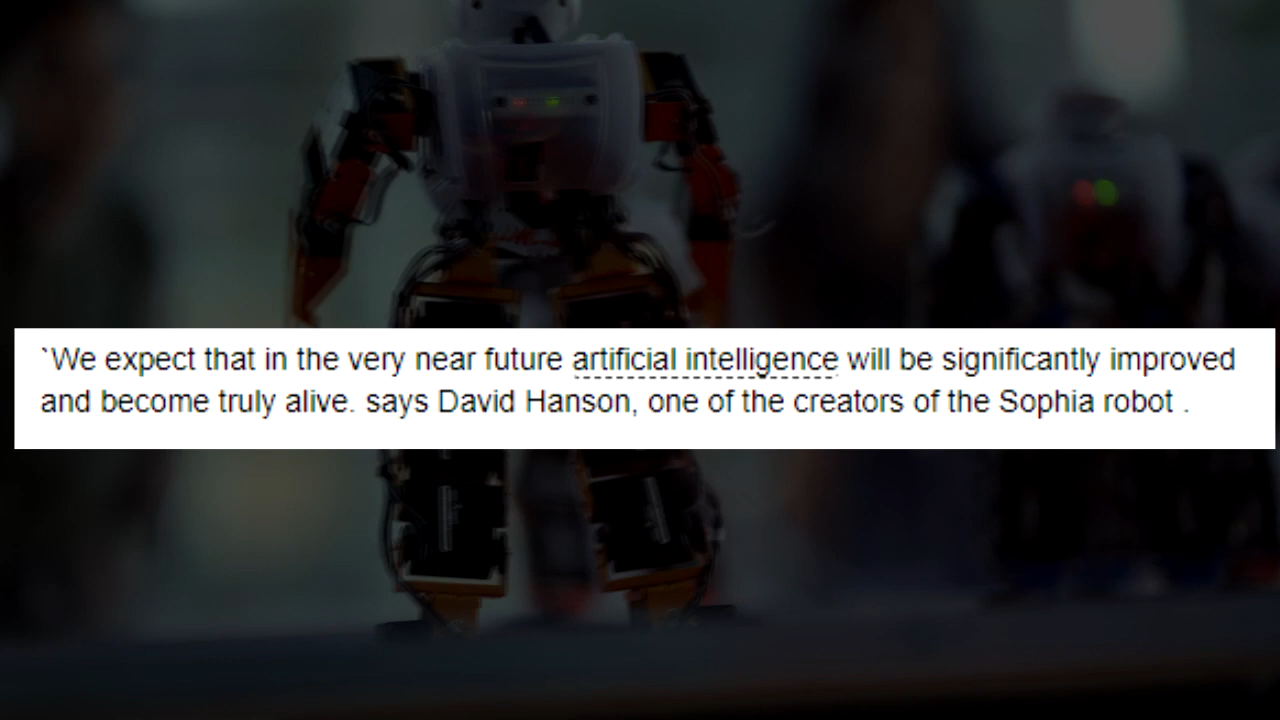 `We expect that in the very near future artificial intelligence will be significantly improved
and become truly alive. says David Hanson, one of the creators of the Sophia robot .